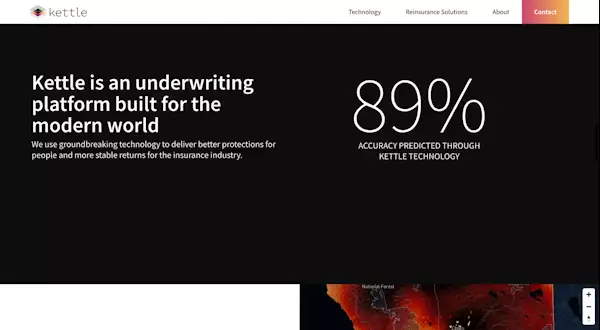 kettle
Technology
Reinsurance Solutions
About
Contact
Kettle is an underwriting
platform built for the
modern world
We use groundbreaking technology to deliver better protections for
people and more stable returns for the insurance industry.
89%
ACCURACY PREDICTED THROUGH
KETTLE TECHNOLOGY
National Forest
+
−